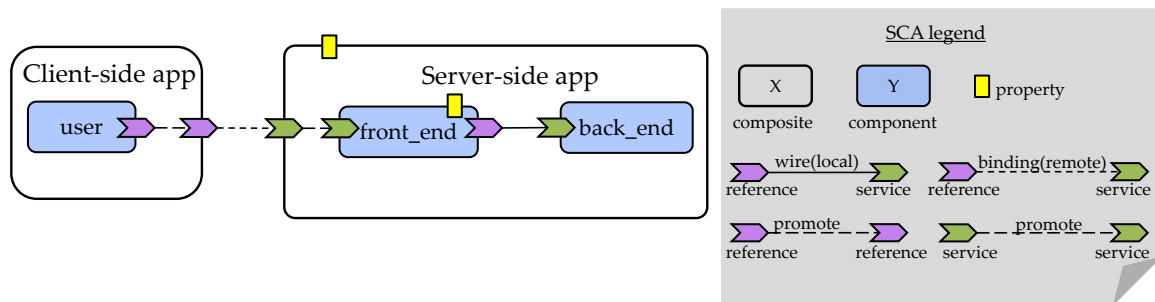 Client-side app
user
Server-side app
front_end
back_end
SCA legend
X
composite
Y
component
property
wire(local)
reference
service
binding(remote)
reference
service
promote
reference
reference
promote
service
service